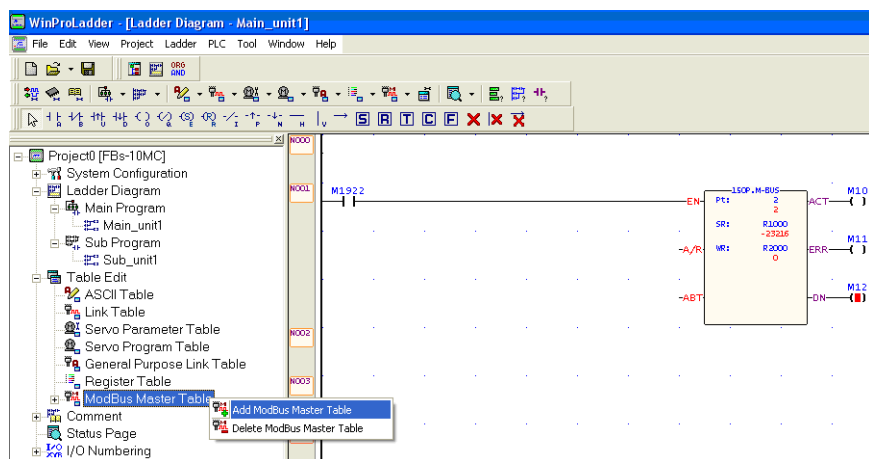 WinProLadder - [Ladder Diagram - Main_unit1]
File Edit View Project Ladder PLC Tool Window Help
ORG
AND
S R T C F
Project0 [FBs-10MC]
System Configuration
Ladder Diagram
Main Program
Main_unit1
Sub Program
Sub_unit1
Table Edit
ASCII Table
Link Table
Servo Parameter Table
Servo Program Table
General Purpose Link Table
Register Table
ModBus Master Table
Comment
Status Page
I/O Numbering
Add ModBus Master Table
Delete ModBus Master Table
N000
N001
M1922
EN
150P.M-BUS
Pt: 2
2
SR: R1000
-23216
WR: R2000
0
A/R
ABT
ACT
M10
ERR
M11
DN
M12
N002
N003